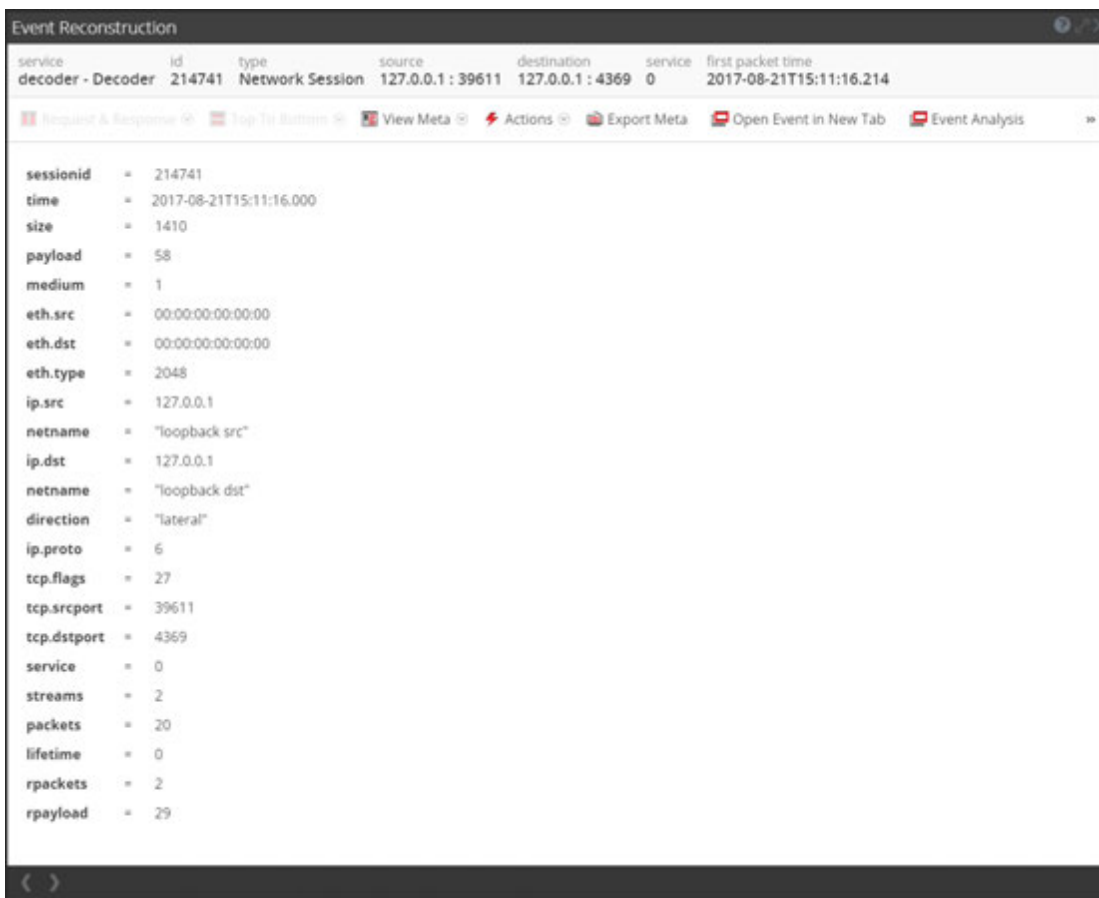 Event Reconstruction
service id type source destination service first packet time
decoder - Decoder 214741 Network Session 127.0.0.1 : 39611 127.0.0.1 : 4369 0 2017-08-21T15:11:16.214
Request & Response Top To Bottom View Meta Actions Export Meta Open Event in New Tab Event Analysis »
sessionid = 214741
time = 2017-08-21T15:11:16.000
size = 1410
payload = 58
medium = 1
eth.src = 00:00:00:00:00:00
eth.dst = 00:00:00:00:00:00
eth.type = 2048
ip.src = 127.0.0.1
netname = "loopback src"
ip.dst = 127.0.0.1
netname = "loopback dst"
direction = "lateral"
ip.proto = 6
tcp.flags = 27
tcp.srcport = 39611
tcp.dstport = 4369
service = 0
streams = 2
packets = 20
lifetime = 0
rpackets = 2
rpayload = 29